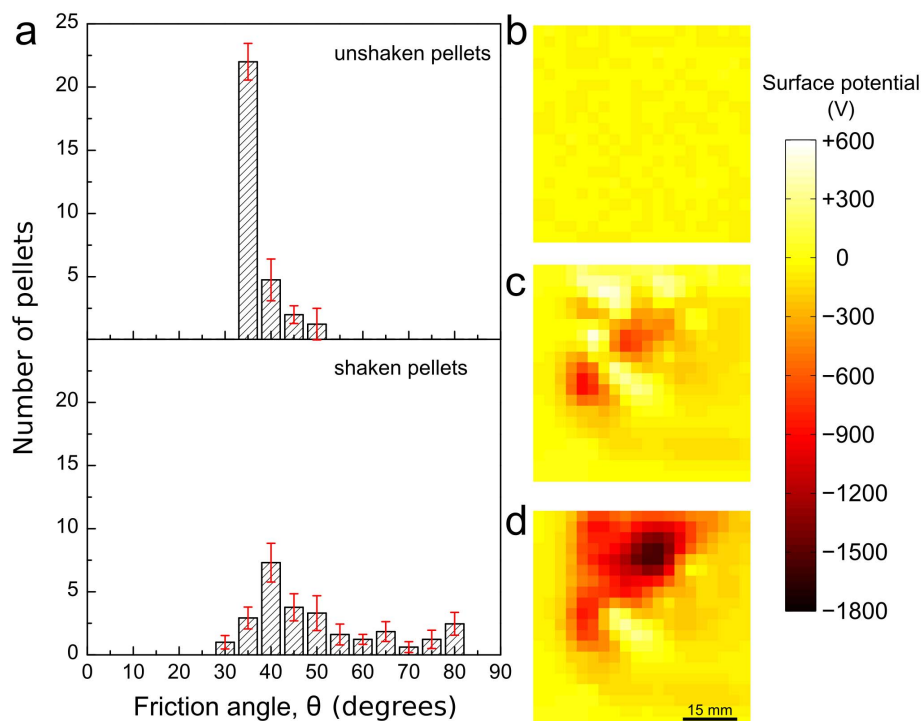 a
Number of pellets
25
20
15
10
5
unshaken pellets
20
15
10
5
0
shaken pellets
0 10 20 30 40 50 60 70 80 90
Friction angle, θ (degrees)
b
c
d
15 mm
Surface potential
(V)
+600
+300
0
−300
−600
−900
−1200
−1500
−1800